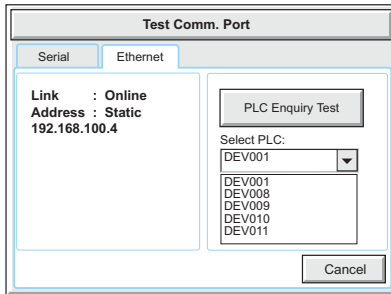 Test Comm. Port
Serial
Ethernet
Link : Online
Address : Static
192.168.100.4
PLC Enquiry Test
Select PLC:
DEV001
DEV001
DEV008
DEV009
DEV010
DEV011
Cancel